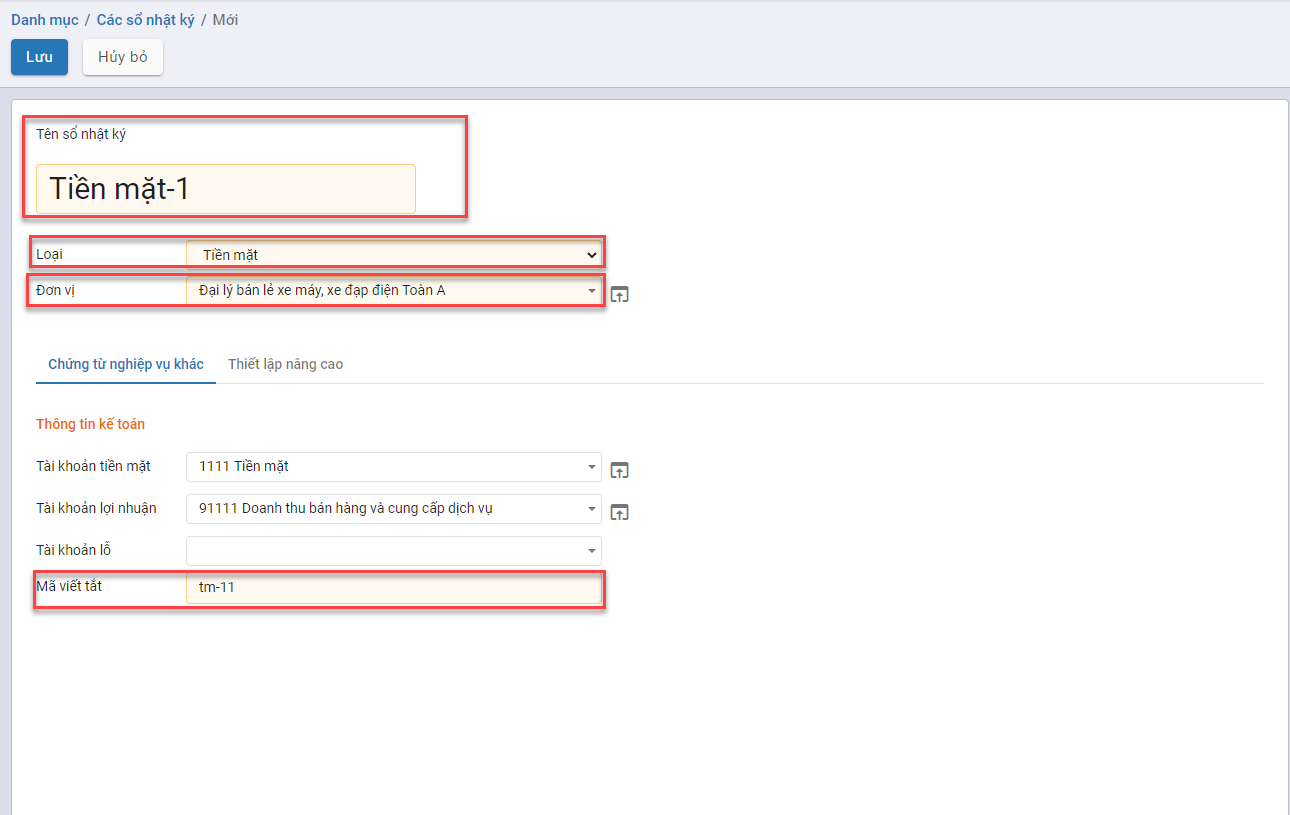 Danh mục / Các sổ nhật ký / Mới
Lưu Hủy bỏ
Tên sổ nhật ký
Tiền mặt-1
Loại Tiền mặt
Đơn vị Đại lý bán lẻ xe máy, xe đạp điện Toàn A
Chứng từ nghiệp vụ khác Thiết lập nâng cao
Thông tin kế toán
Tài khoản tiền mặt 1111 Tiền mặt
Tài khoản lợi nhuận 91111 Doanh thu bán hàng và cung cấp dịch vụ
Tài khoản lỗ
Mã viết tắt tm-11